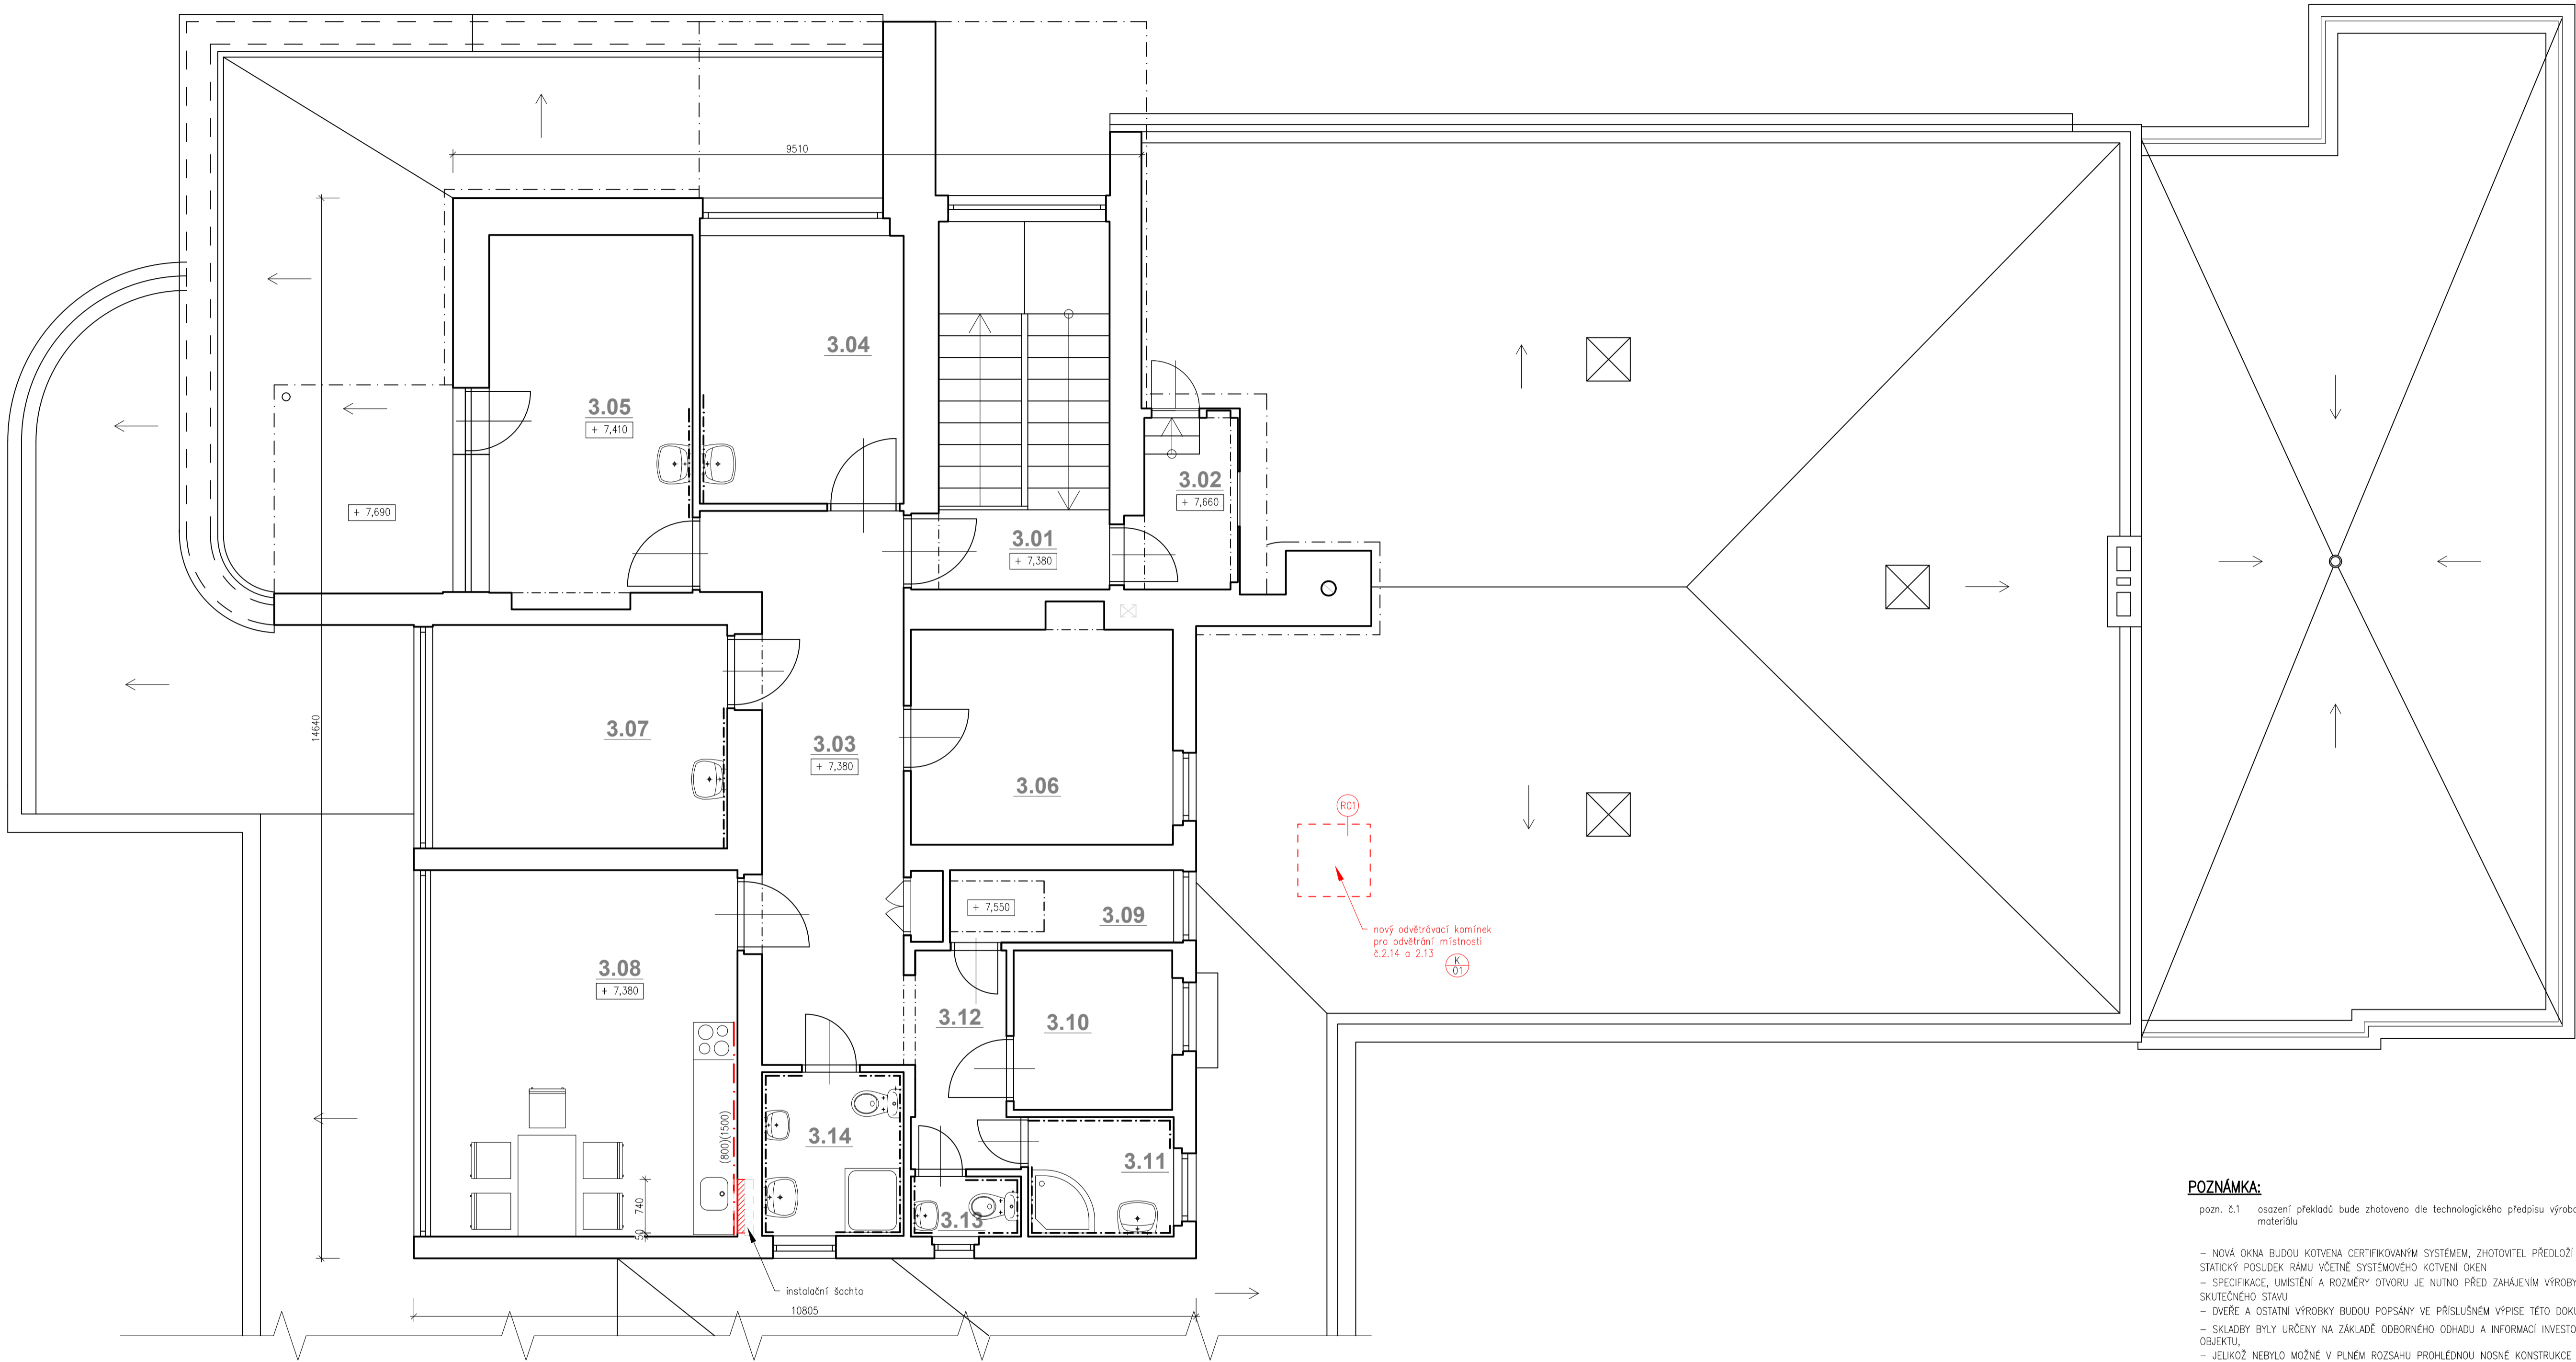 9510
3.04
3.05
+ 7,410
3.02
+ 7,660
+ 7,690
3.01
+ 7,380
14640
3.07
3.03
+ 7,380
3.06
R01
+ 7,550
3.09
nový odvětrávací komínek
pro odvětrání místnosti
č.2.14 a 2.13
K
01
3.08
+ 7,380
3.12
3.10
(800)(1500)
3.14
3.11
740
50
3.13
instalační šachta
10805
POZNÁMKA:
pozn. č.1 osazení překladů bude zhotoveno dle technologického předpisu výrobc
materiálu
– NOVÁ OKNA BUDOU KOTVENA CERTIFIKOVANÝM SYSTÉMEM, ZHOTOVITEL PŘEDLOŽÍ
STATICKÝ POSUDEK RÁMU VČETNĚ SYSTÉMOVÉHO KOTVENÍ OKEN
– SPECIFIKACE, UMÍSTĚNÍ A ROZMĚRY OTVORU JE NUTNO PŘED ZAHÁJENÍM VÝROBY
SKUTEČNÉHO STAVU
– DVEŘE A OSTATNÍ VÝROBKY BUDOU POPSÁNY VE PŘÍSLUŠNÉM VÝPISE TÉTO DOKU
– SKLADBY BYLY URČENY NA ZÁKLADĚ ODBORNÉHO ODHADU A INFORMACÍ INVESTO
OBJEKTU,
– JELIKOŽ NEBYLO MOŽNÉ V PLNÉM ROZSAHU PROHLÉDNOU NOSNÉ KONSTRUKCE